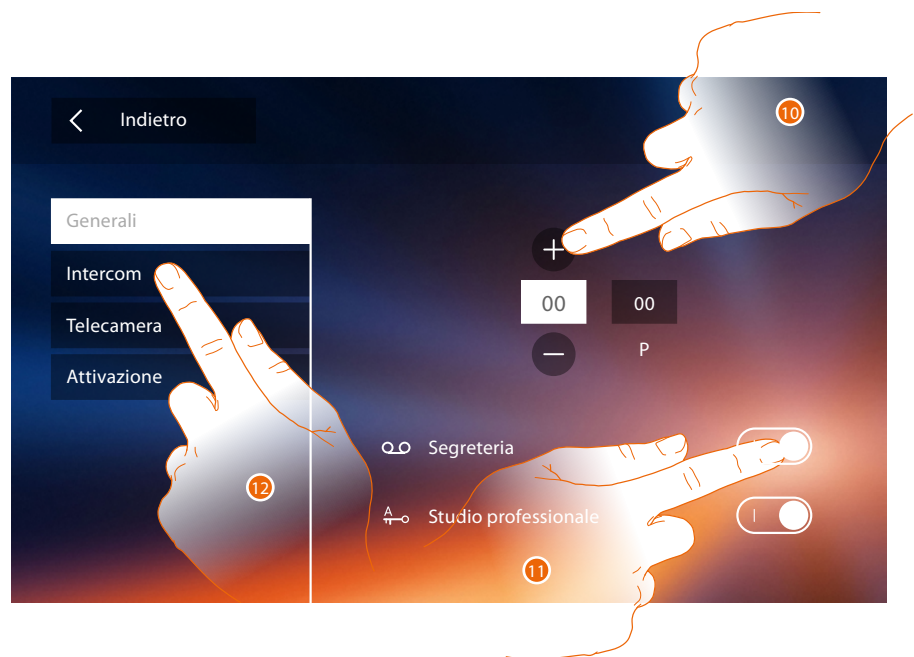 10
Indietro
Generali
Intercom
Telecamera
Attivazione
00 00
P
Segreteria
A
Studio professionale
12
11